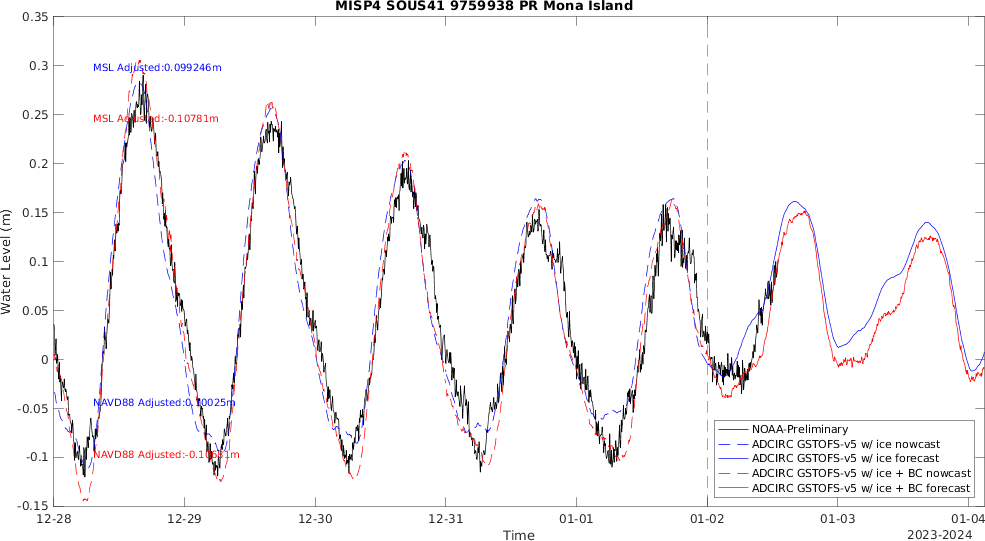 MISP4 SOUS41 9759938 PR Mona Island
0.35
0.3
0.25
0.2
0.15
0.1
0.05
0
-0.05
-0.1
-0.15
Water Level (m)
MSL Adjusted:0.099246m
MSL Adjusted:-0.10781m
NAVD88 Adjusted:0.10025m
NAVD88 Adjusted:-0.10681m
NOAA-Preliminary
ADCIRC GSTOFS-v5 w/ ice nowcast
ADCIRC GSTOFS-v5 w/ ice forecast
ADCIRC GSTOFS-v5 w/ ice + BC nowcast
ADCIRC GSTOFS-v5 w/ ice + BC forecast
12-28 12-29 12-30 12-31 01-01 01-02 01-03 01-04
Time
2023-2024